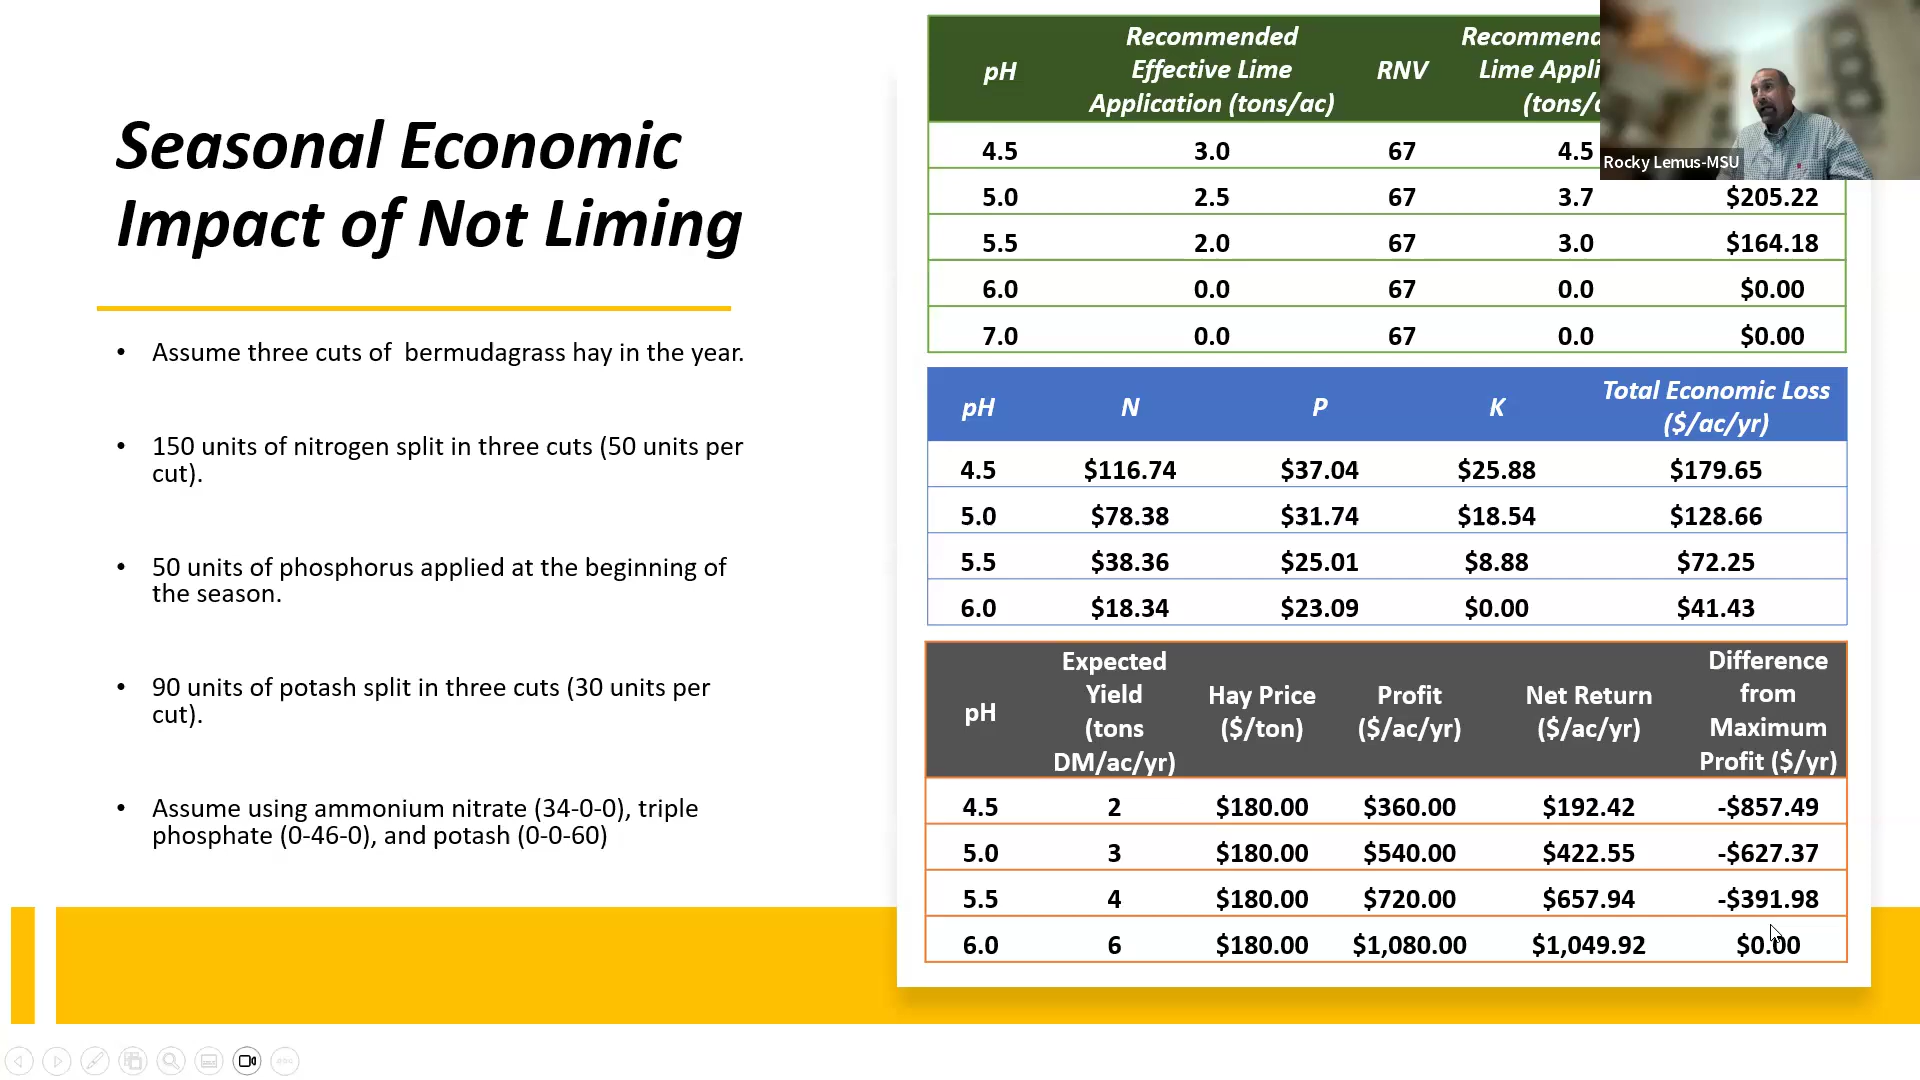 Seasonal Economic
Impact of Not Liming
• Assume three cuts of bermudagrass hay in the year.
• 150 units of nitrogen split in three cuts (50 units per
cut).
• 50 units of phosphorus applied at the beginning of
the season.
• 90 units of potash split in three cuts (30 units per
cut).
• Assume using ammonium nitrate (34-0-0), triple
phosphate (0-46-0), and potash (0-0-60)
pH Recommended Effective Lime Application (tons/ac) RNV Lime
4.5 3.0 67 4.5
5.0 2.5 67 3.7 $205.22
5.5 2.0 67 3.0 $164.18
6.0 0.0 67 0.0 $0.00
7.0 0.0 67 0.0 $0.00
Rocky Lemus-MSU
pH N P K Total Economic Loss ($/ac/yr)
4.5 $116.74 $37.04 $25.88 $179.65
5.0 $78.38 $31.74 $18.54 $128.66
5.5 $38.36 $25.01 $8.88 $72.25
6.0 $18.34 $23.09 $0.00 $41.43
pH Expected Yield (tons DM/ac/yr) Hay Price ($/ton) Profit ($/ac/yr) Net Return ($/ac/yr) Difference from Maximum Profit ($/yr)
4.5 2 $180.00 $360.00 $192.42 -$857.49
5.0 3 $180.00 $540.00 $422.55 -$627.37
5.5 4 $180.00 $720.00 $657.94 -$391.98
6.0 6 $180.00 $1,080.00 $1,049.92 $0.00